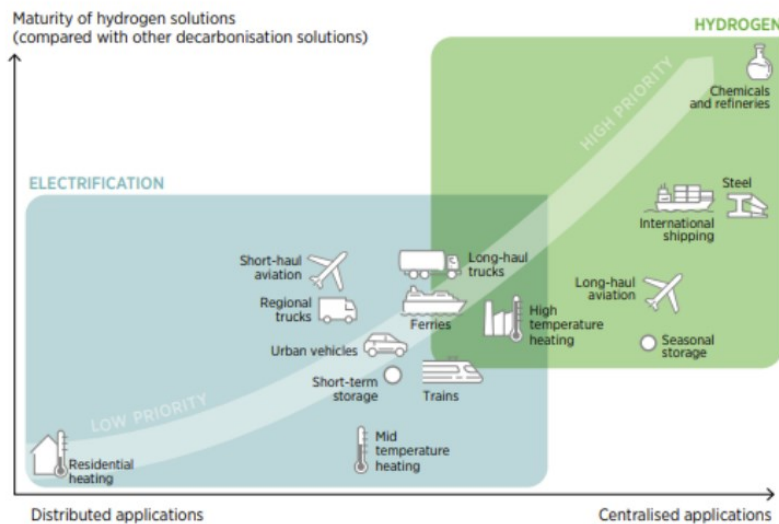 Maturity of hydrogen solutions
(compared with other decarbonisation solutions)
HYDROGEN
Chemicals
and refineries
HIGH PRIORITY
ELECTRIFICATION
Steel
International
shipping
Short-haul
aviation
Long-haul
trucks
Long-haul
aviation
Regional
trucks
Ferries
High
temperature
heating
Urban vehicles
Seasonal
storage
Short-term
storage
Trains
LOW PRIORITY
Mid
temperature
heating
Residential
heating
Distributed applications
Centralised applications